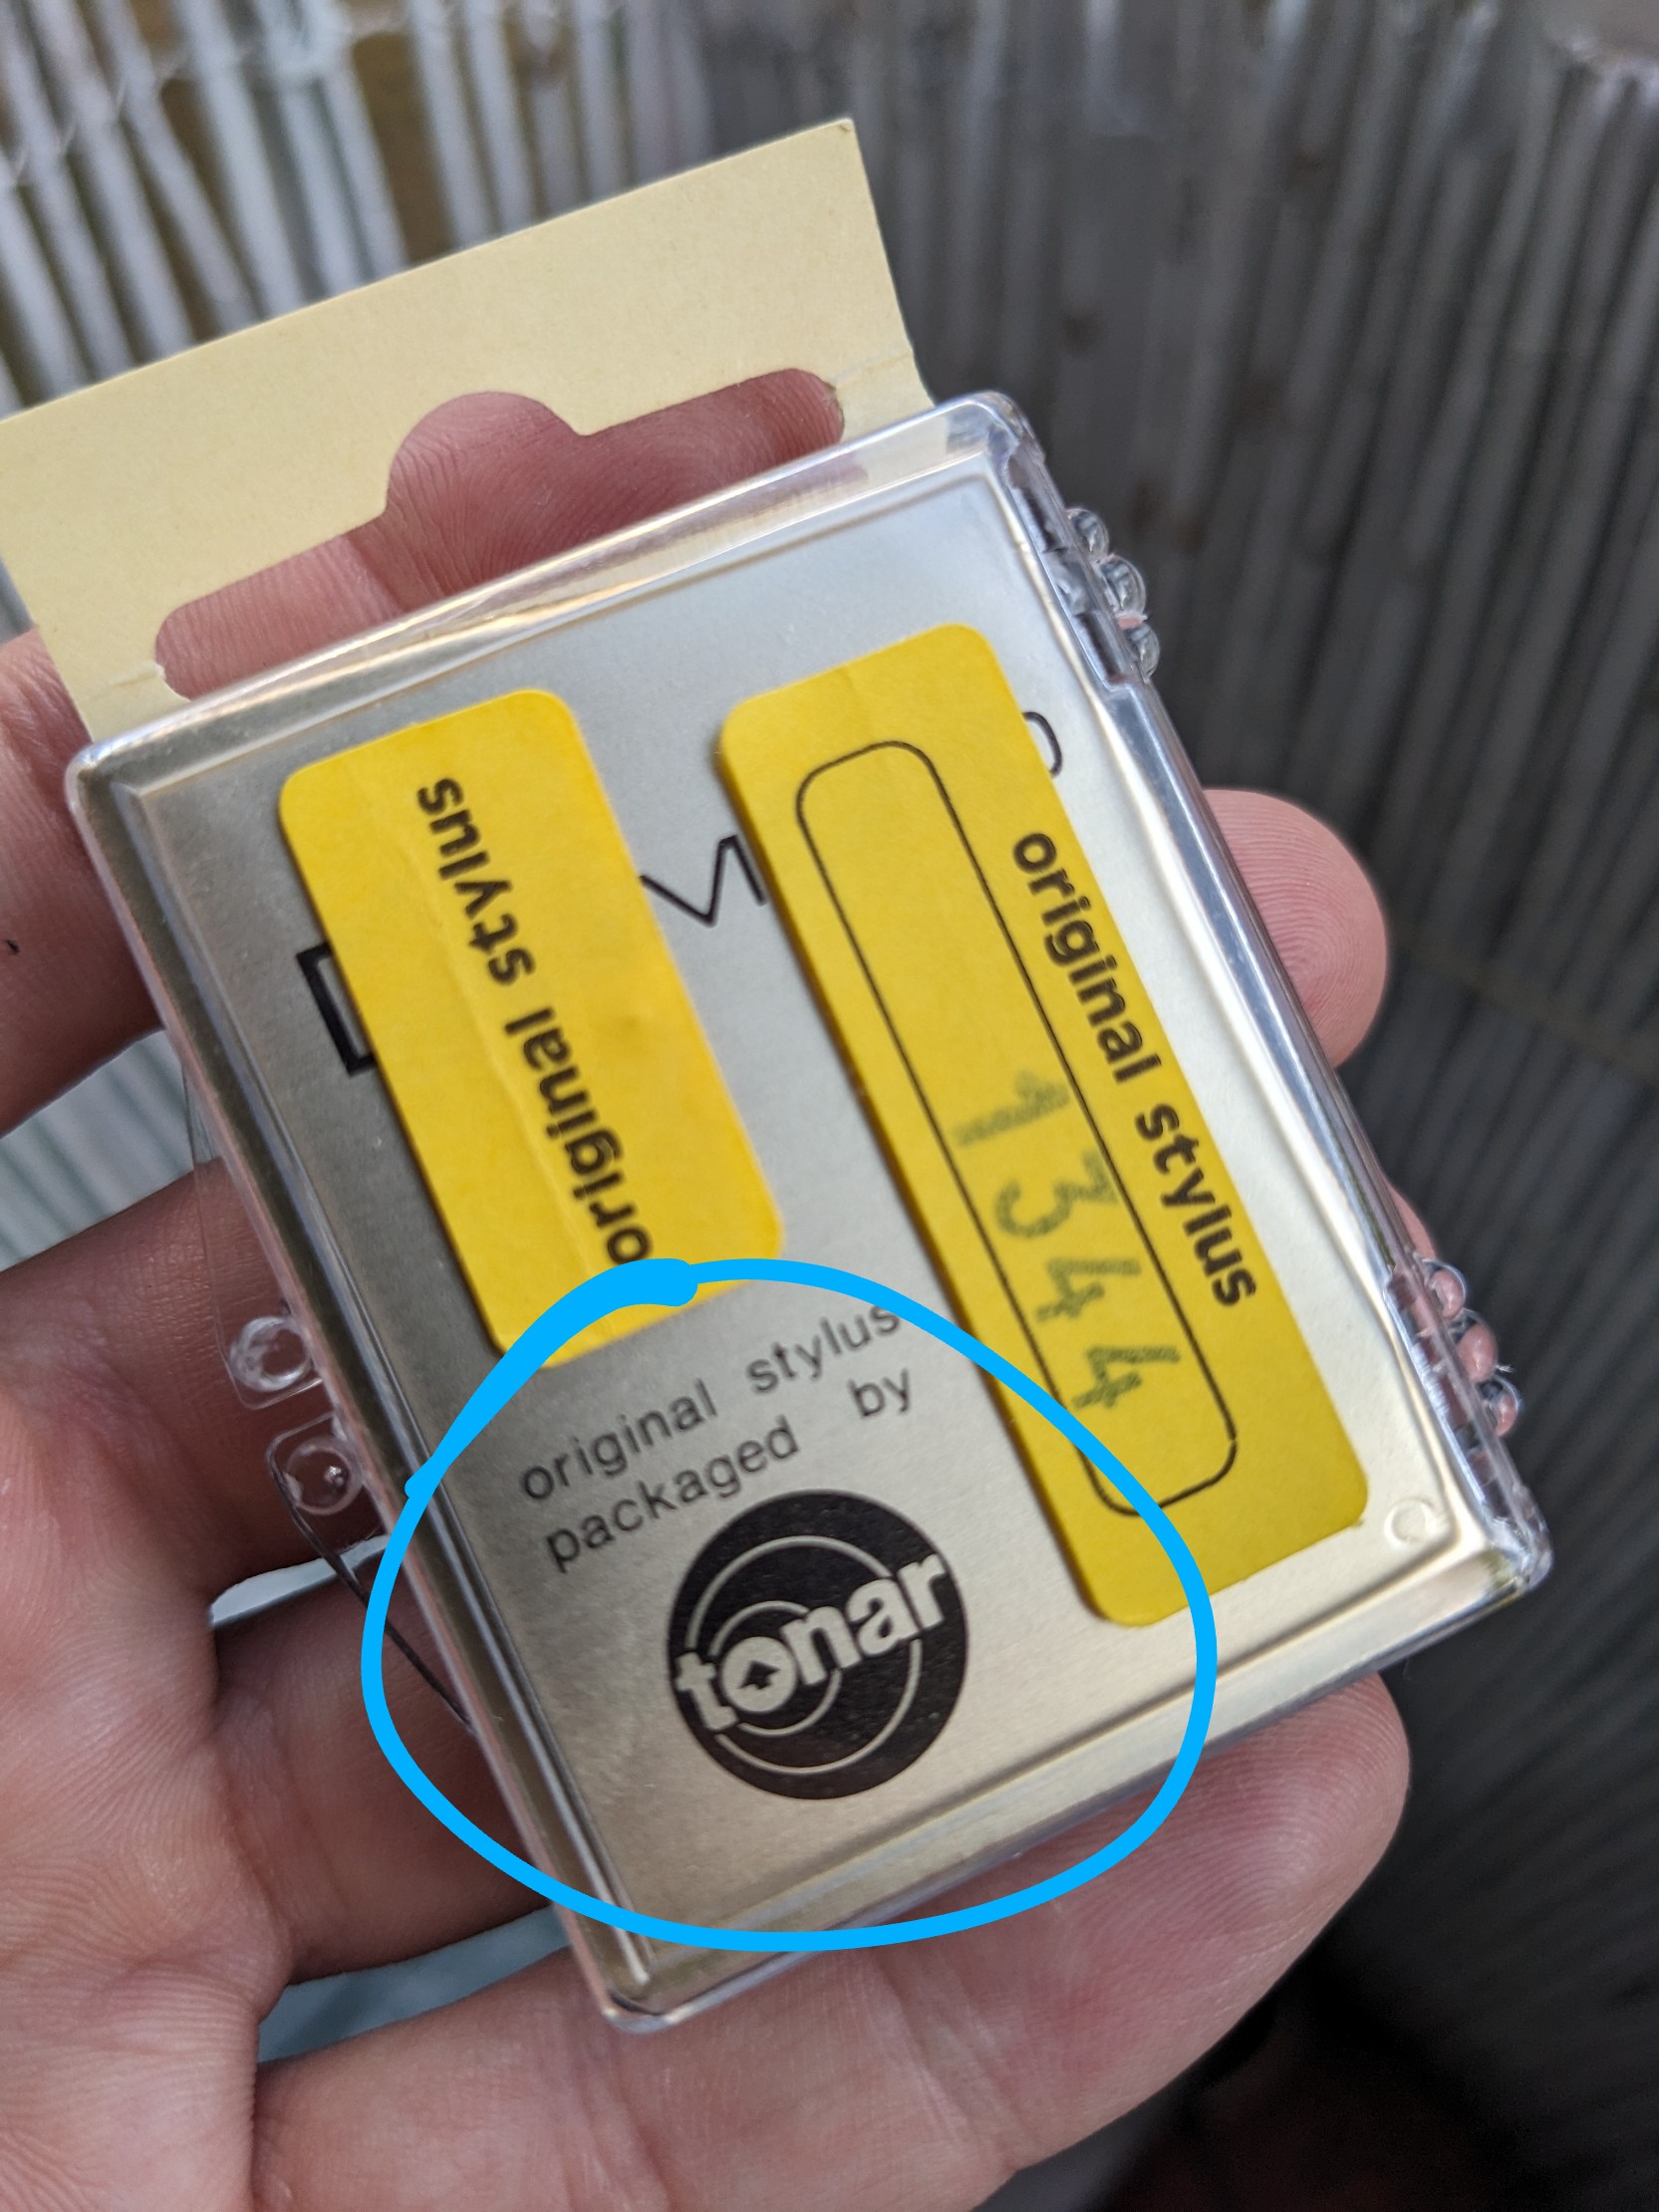 original stylus
original stylus
1344
original stylus
packaged by
tonar